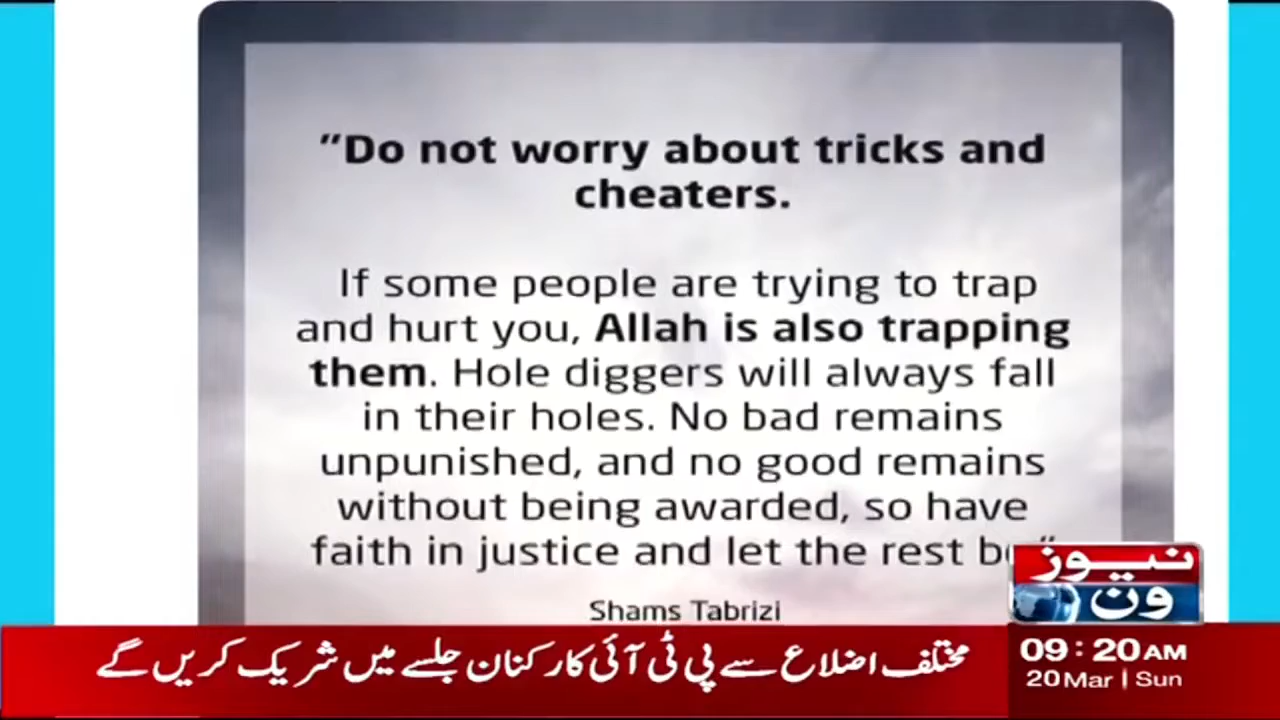 "Do not worry about tricks and
cheaters.
If some people are trying to trap
and hurt you, Allah is also trapping
them. Hole diggers will always fall
in their holes. No bad remains
unpunished, and no good remains
without being awarded, so have
faith in justice and let the rest
Shams Tabrizi
نیوز
ون
مختلف اضلاع سے پی ٹی آئی کارکنان جلسے میں شریک کریں گے
09:20AM
20 Mar | Sun